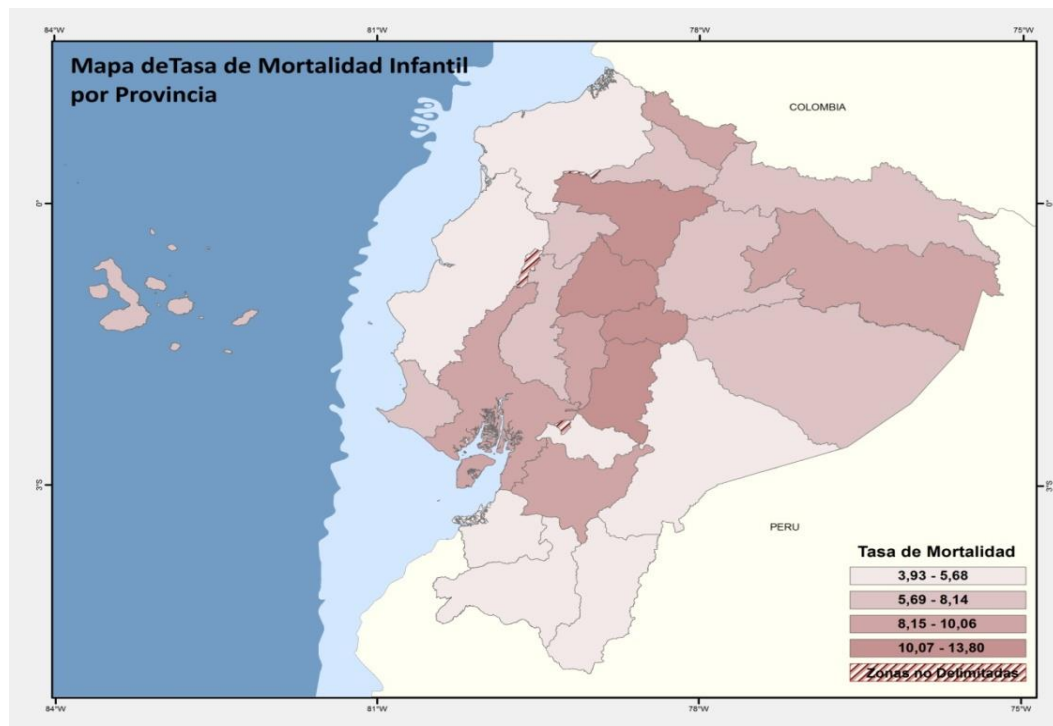 84°W
81°W
78°W
75°W
Mapa deTasa de Mortalidad Infantil
por Provincia
COLOMBIA
0°
0°
3°S
3°S
PERU
Tasa de Mortalidad
3,93 - 5,68
5,69 - 8,14
8,15 - 10,06
10,07 - 13,80
Zonas no Delimitadas
84°W
81°W
78°W
75°W